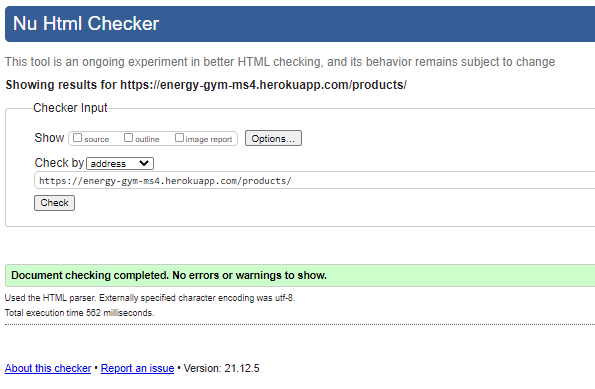 Nu Html Checker
This tool is an ongoing experiment in better HTML checking, and its behavior remains subject to change
Showing results for https://energy-gym-ms4.herokuapp.com/products/
Checker Input
Show source outline image report Options...
Check by address
https://energy-gym-ms4.herokuapp.com/products/
Check
Document checking completed. No errors or warnings to show.
Used the HTML parser. Externally specified character encoding was utf-8.
Total execution time 562 milliseconds.
About this checker • Report an issue • Version: 21.12.5